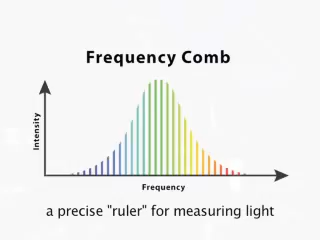 Frequency Comb
Intensity
Frequency
a precise "ruler" for measuring light